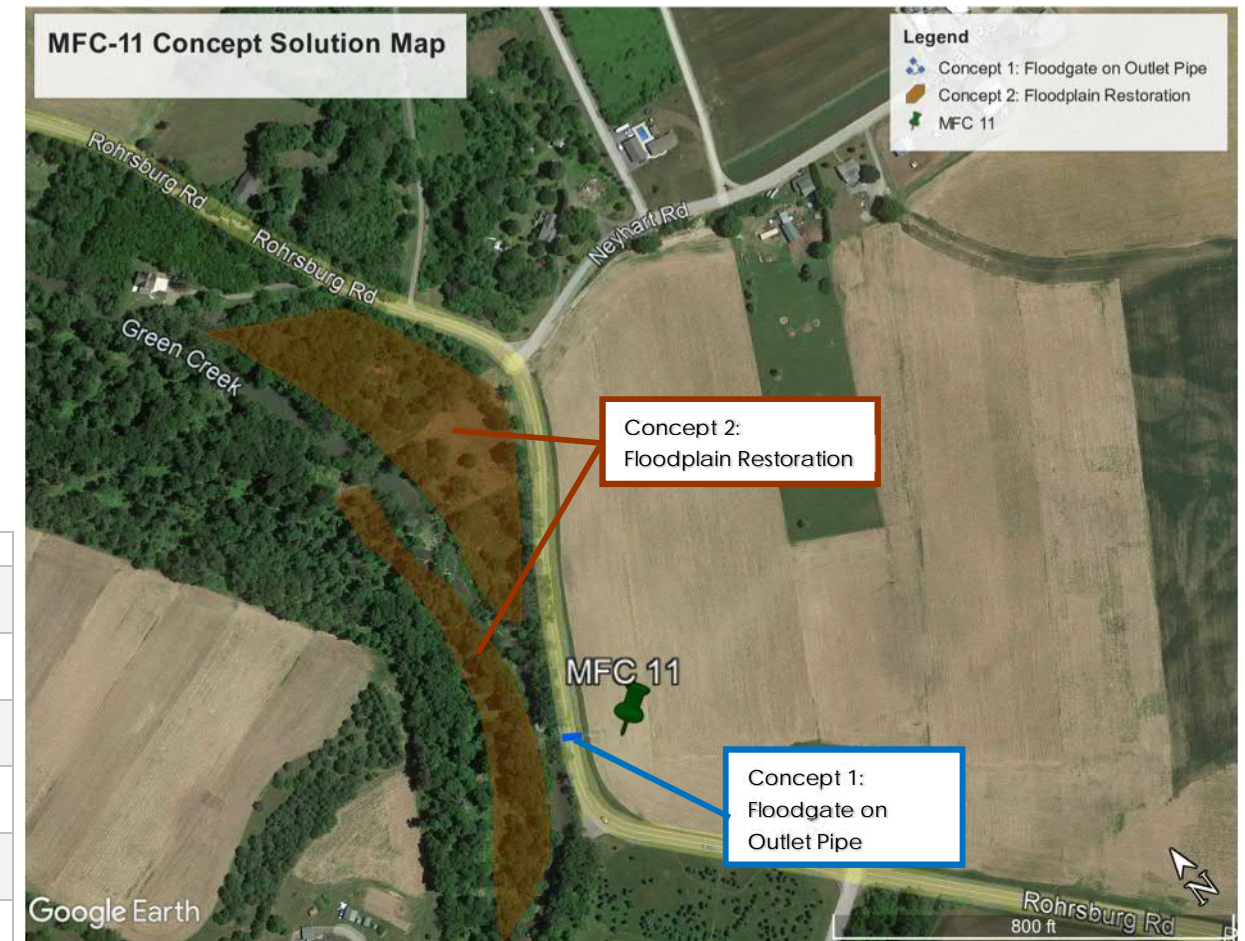 MFC-11 Concept Solution Map
Legend
Concept 1: Floodgate on Outlet Pipe
Concept 2: Floodplain Restoration
MFC 11
Rohrsburg Rd
Rohrsburg Rd
Neyhart Rd
Green Creek
Concept 2:
Floodplain Restoration
MFC 11
Concept 1:
Floodgate on
Outlet Pipe
N
Google Earth
Rohrsburg Rd
800 ft